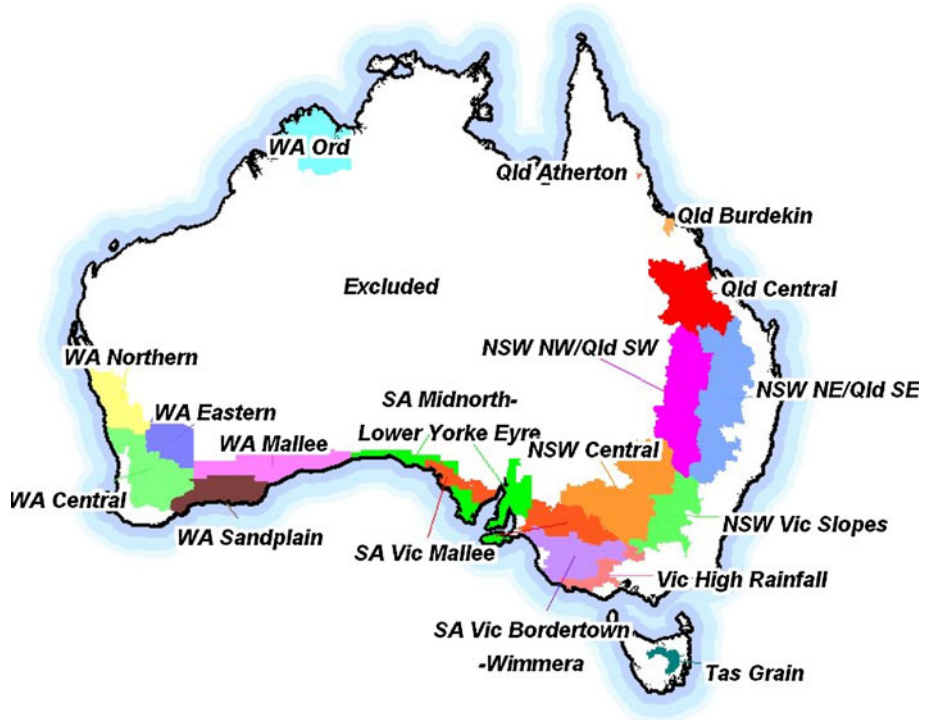 WA Ord
Qld Atherton
Qld Burdekin
Excluded
Qld Central
WA Northern
NSW NW/Qld SW
NSW NE/Qld SE
SA Midnorth-
Lower Yorke Eyre
WA Eastern
WA Mallee
NSW Central
WA Central
WA Sandplain
SA Vic Mallee
NSW Vic Slopes
Vic High Rainfall
SA Vic Bordertown
-Wimmera
Tas Grain